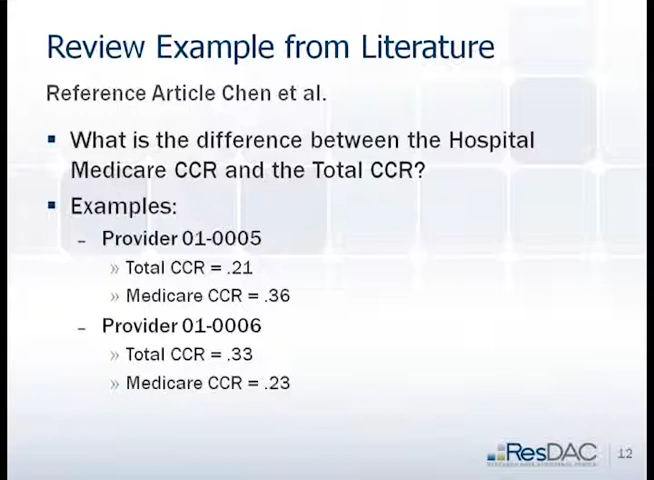 Review Example from Literature
Reference Article Chen et al.
▪ What is the difference between the Hospital
Medicare CCR and the Total CCR?
▪ Examples:
– Provider 01-0005
» Total CCR = .21
» Medicare CCR = .36
– Provider 01-0006
» Total CCR = .33
» Medicare CCR = .23
ResDAC
12